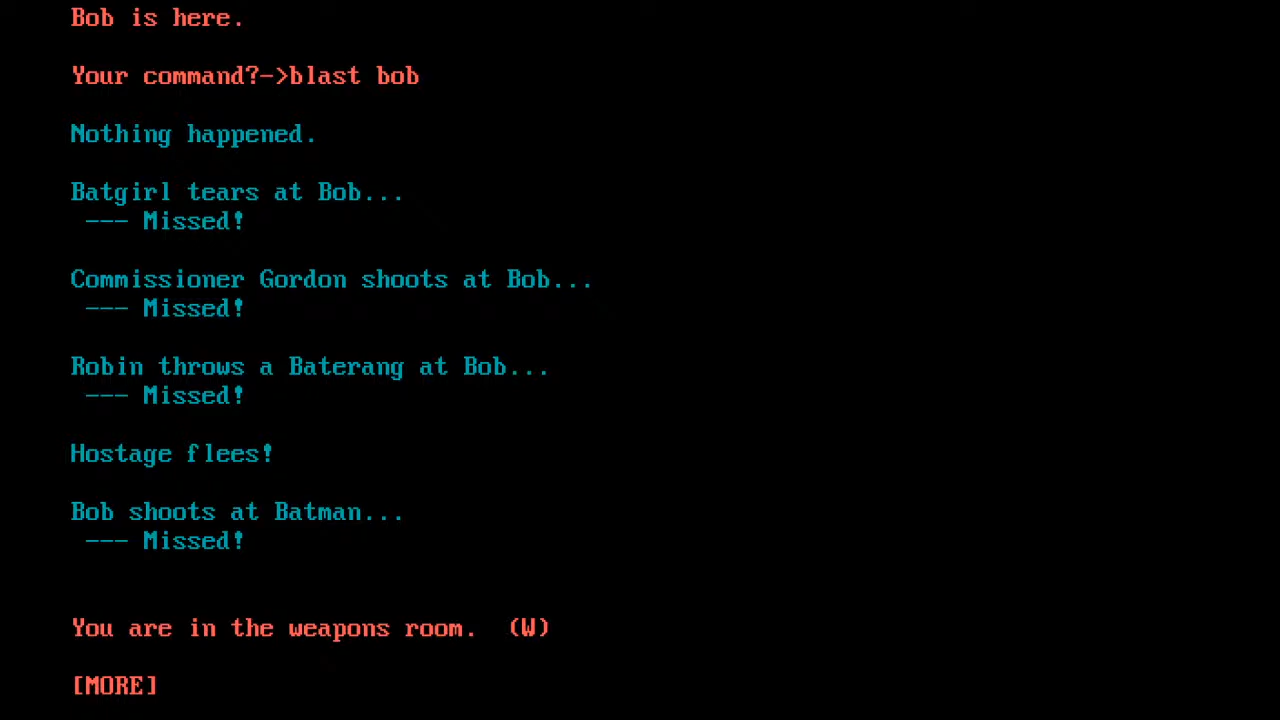 Bob is here.
Your command?->blast bob
Nothing happened.
Batgirl tears at Bob...
--- Missed!
Commissioner Gordon shoots at Bob...
--- Missed!
Robin throws a Baterang at Bob...
--- Missed!
Hostage flees!
Bob shoots at Batman...
--- Missed!
You are in the weapons room.  (W)
[MORE]